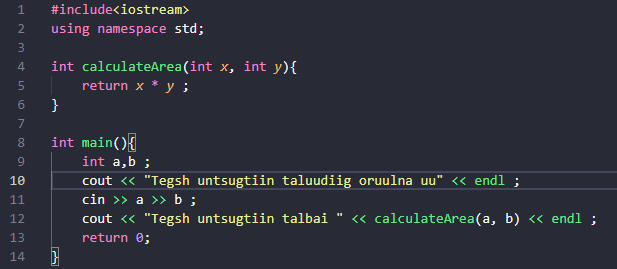 1 #include<iostream>
2 using namespace std;
3
4 int calculateArea(int x, int y){
5     return x * y ;
6 }
7
8 int main(){
9     int a,b ;
10     cout << "Tegsh untsugtiin taluudiig oruulna uu" << endl ;
11     cin >> a >> b ;
12     cout << "Tegsh untsugtiin talbai " << calculateArea(a, b) << endl ;
13     return 0;
14 }